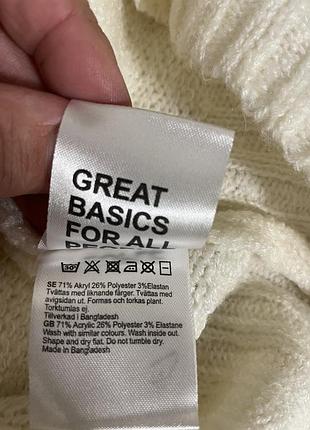 GREAT
BASICS
FOR ALL
SE 71% Akryl 26% Polyester 3%Elastan
Tvättas med liknande färger. Tvättas med
avigsidan ut. Formas och torkas plant.
Torktumlas ej.
Tillverkad i Bangladesh
GB 71% Acrylic 26% Polyester 3% Elastane
Wash with similar colours. Wash inside out.
Shape and dry flat. Do not tumble dry.
Made in Bangladesh